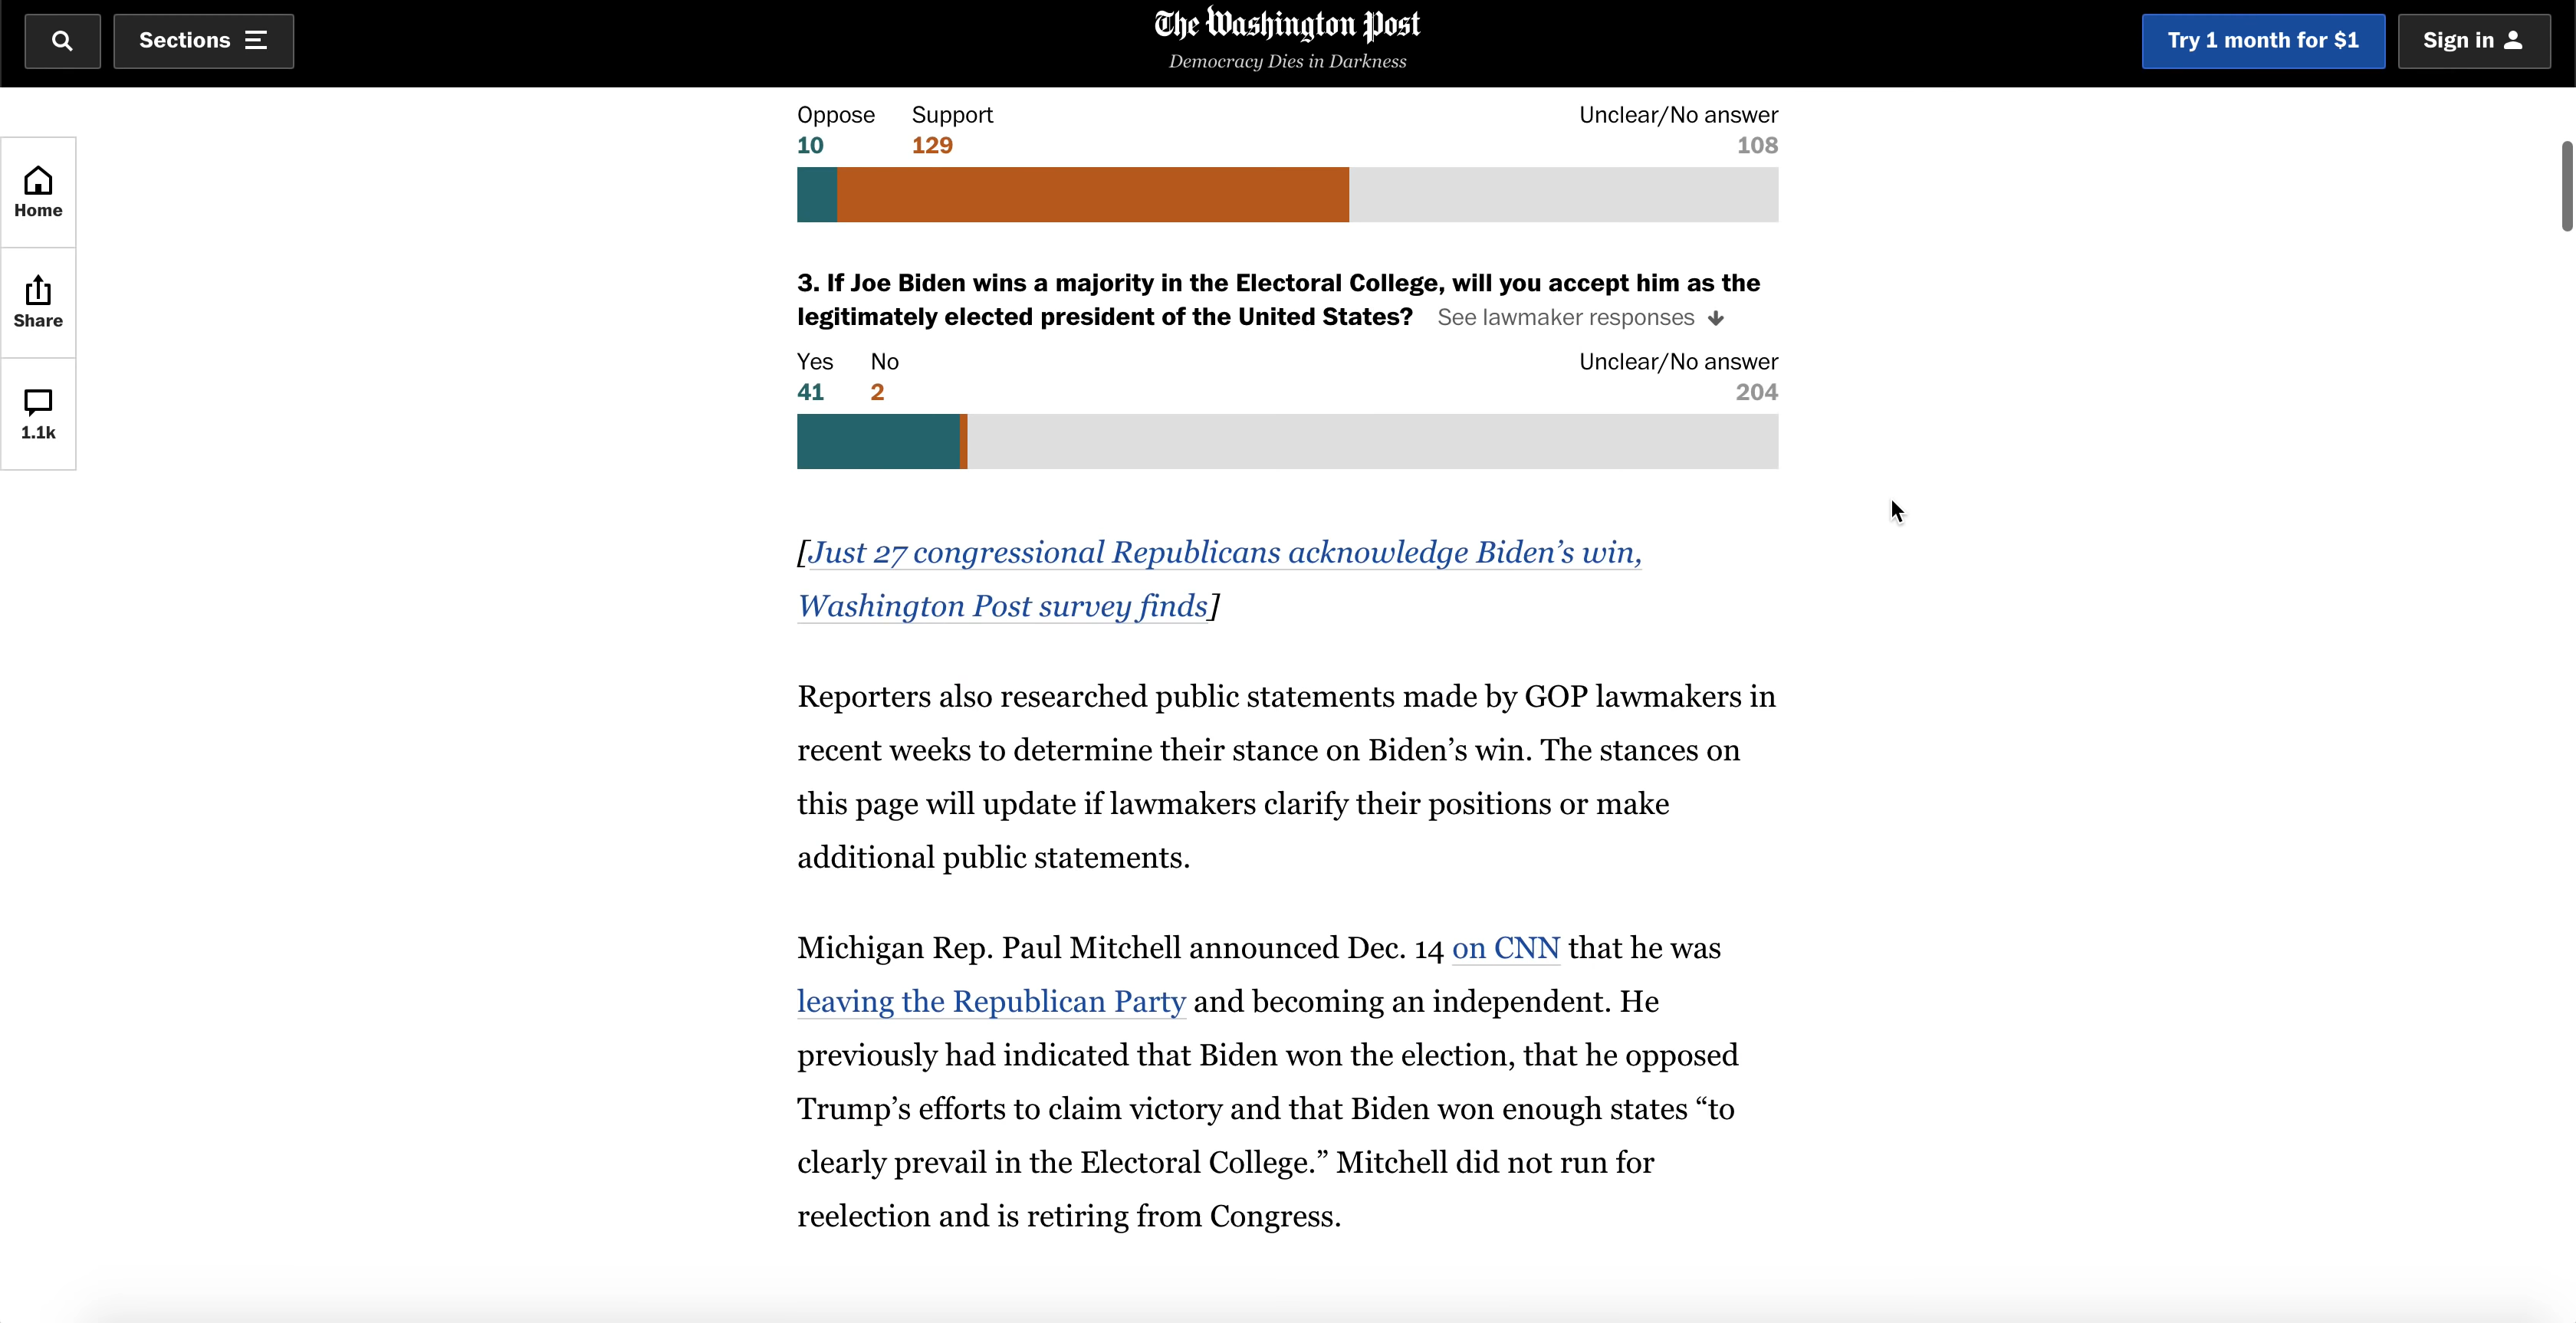 Sections
The Washington Post
Democracy Dies in Darkness
Try 1 month for $1
Sign in
Home
Share
1.1k
Oppose Support Unclear/No answer
10 129 108
3. If Joe Biden wins a majority in the Electoral College, will you accept him as the
legitimately elected president of the United States? See lawmaker responses ↓
Yes No Unclear/No answer
41 2 204
[Just 27 congressional Republicans acknowledge Biden’s win,
Washington Post survey finds]
Reporters also researched public statements made by GOP lawmakers in
recent weeks to determine their stance on Biden’s win. The stances on
this page will update if lawmakers clarify their positions or make
additional public statements.
Michigan Rep. Paul Mitchell announced Dec. 14 on CNN that he was
leaving the Republican Party and becoming an independent. He
previously had indicated that Biden won the election, that he opposed
Trump’s efforts to claim victory and that Biden won enough states “to
clearly prevail in the Electoral College.” Mitchell did not run for
reelection and is retiring from Congress.